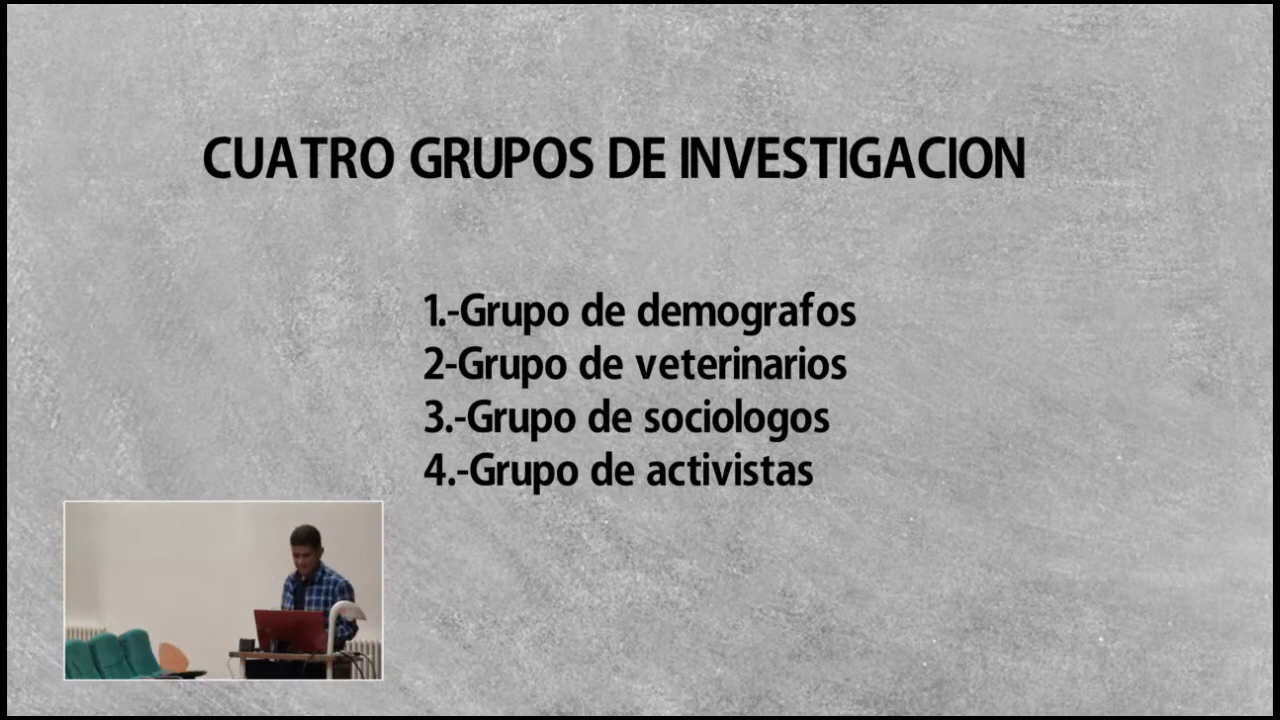 CUATRO GRUPOS DE INVESTIGACION
1.-Grupo de demografos
2-Grupo de veterinarios
3.-Grupo de sociologos
4.-Grupo de activistas